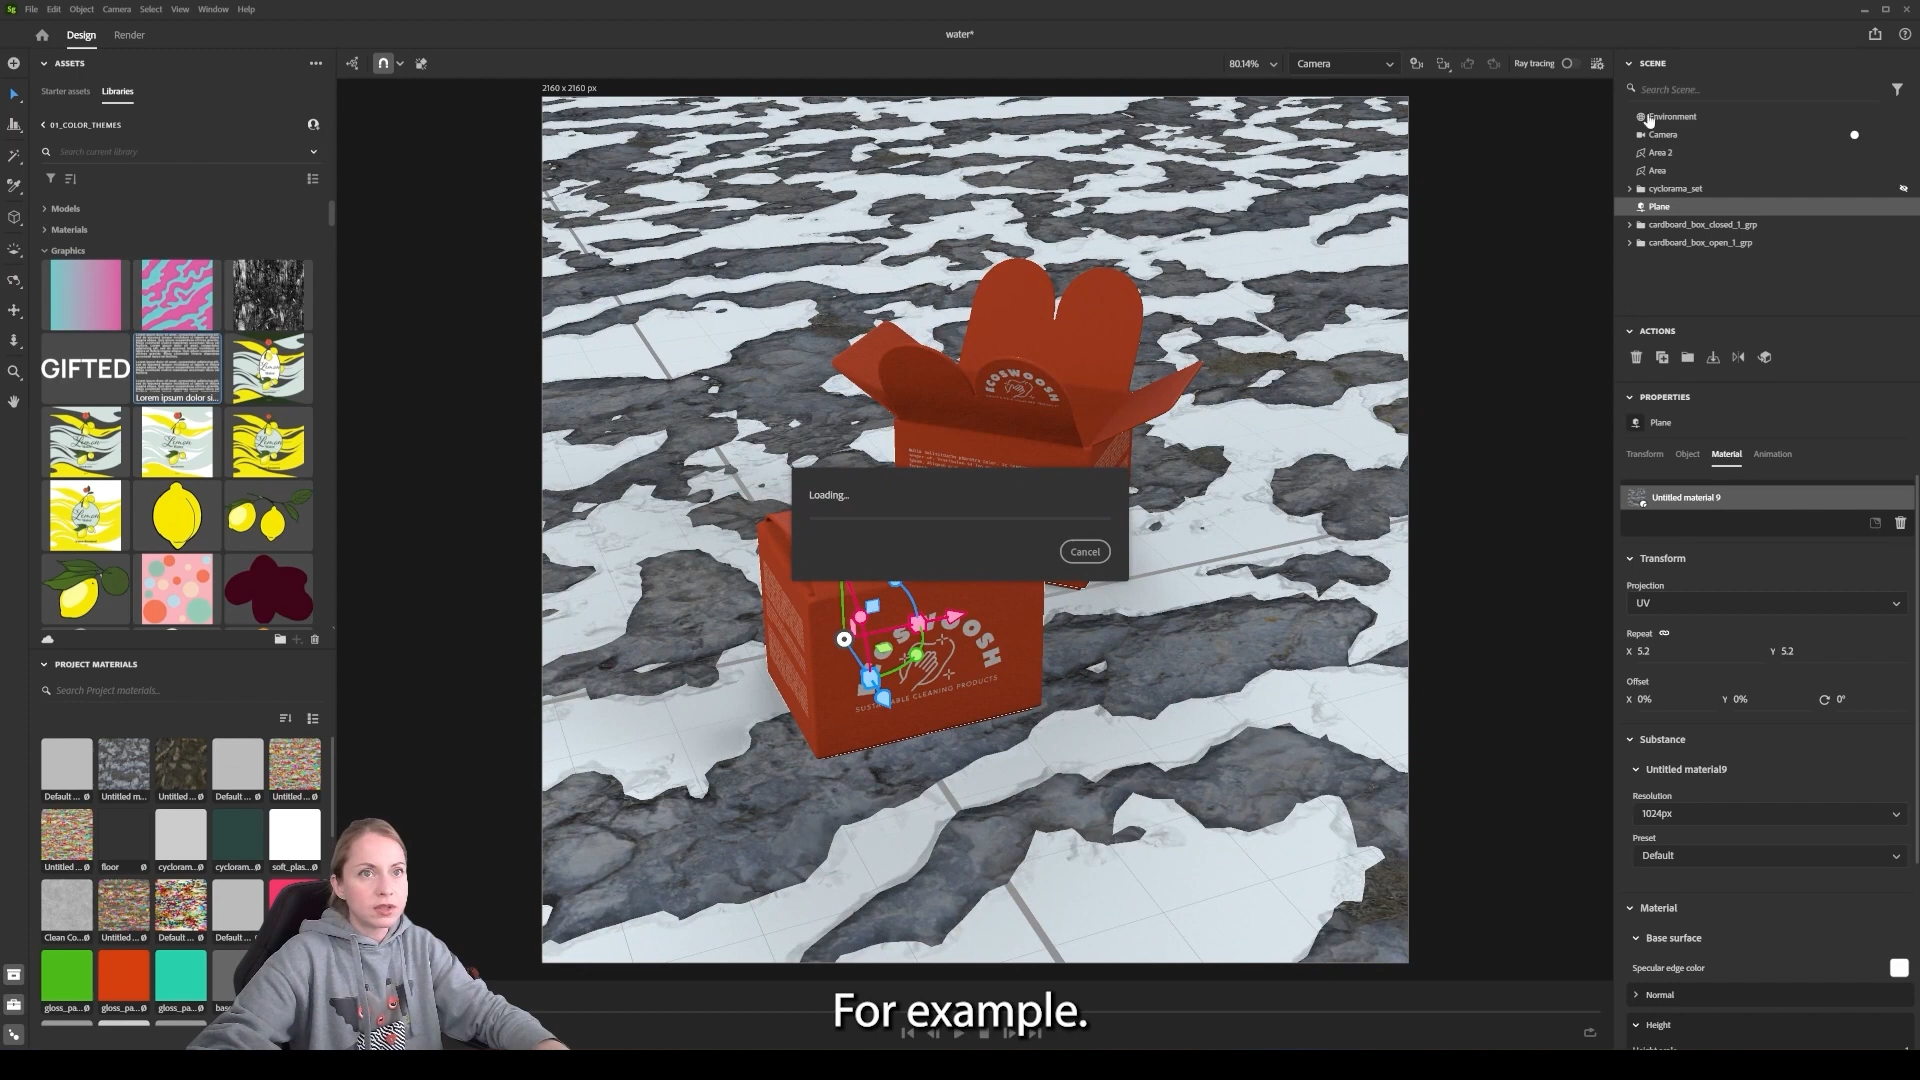 Sg File Edit Object Camera Select View Window Help
Design Render
water*
ASSETS
Starter assets Libraries
01_COLOR_THEMES
Search current library
Models
Materials
Graphics
GIFTED
Lorem ipsum dolor si...
PROJECT MATERIALS
Search Project materials...
Default ... Untitled m... Untitled ... Default ... Untitled ...
Untitled ... floor cycloram... cycloram... soft_plas...
Clean Co... Untitled ... Default ... Default ...
gloss_pa... gloss_pa... gloss_pa...
80.14% Camera Ray tracing
2160 x 2160 px
ECOSWOOSH
Loading...
Cancel
SUSTAINABLE CLEANING PRODUCTS
For example.
SCENE
Search Scene...
Environment
Camera
Area 2
Area
cyclorama_set
Plane
cardboard_box_closed_1_grp
cardboard_box_open_1_grp
ACTIONS
PROPERTIES
Plane
Transform Object Material Animation
Untitled material 9
Transform
Projection
UV
Repeat
X 5.2 Y 5.2
Offset
X 0% Y 0% 0°
Substance
Untitled material9
Resolution
1024px
Preset
Default
Material
Base surface
Specular edge color
Normal
Height